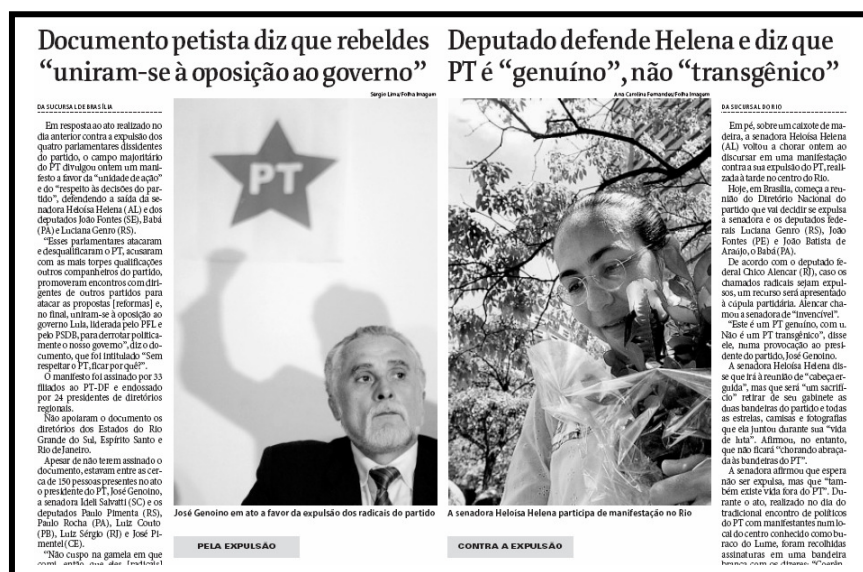 Documento petista diz que rebeldes
“uniram-se à oposição ao governo”
Sergio Lima/Folha Imagem
DA SUCURSAL DE BRASÍLIA
Em resposta ao ato realizado no
dia anterior contra a expulsão dos
quatro parlamentares dissidentes
do partido, o campo majoritário
do PT divulgou ontem um mani-
festo a favor da “unidade de ação”
e do “respeito às decisões do par-
tido”, defendendo a saída da se-
nadora Heloísa Helena (AL) e dos
deputados João Fontes (SE), Babá
(PA) e Luciana Genro (RS).
“Esses parlamentares atacaram
e desqualificaram o PT, acusaram
com as mais torpes qualificações
outros companheiros do partido,
promoveram encontros com diri-
gentes de outros partidos para
atacar as propostas [reformas] e,
no final, uniram-se à oposição ao
governo Lula, liderada pelo PFL e
pelo PSDB, para derrotar politica-
mente o nosso governo”, diz o do-
cumento, que foi intitulado “Sem
respeitar o PT, ficar por quê?”.
O manifesto foi assinado por 33
filiados ao PT-DF e endossado
por 24 presidentes de diretórios
regionais.
Não apoiaram o documento os
diretórios dos Estados do Rio
Grande do Sul, Espírito Santo e
Rio de Janeiro.
Apesar de não terem assinado o
documento, estavam entre as cer-
ca de 150 pessoas presentes no ato
o presidente do PT, José Genoino,
a senadora Ideli Salvatti (SC) e os
deputados Paulo Pimenta (RS),
Paulo Rocha (PA), Luiz Couto
(PB), Luiz Sérgio (RJ) e José Pi-
mentel (CE).
“Não cuspo na gamela em que
comi, então que eles [radicais]
PT
José Genoino em ato a favor da expulsão dos radicais do partido
PELA EXPULSÃO
Deputado defende Helena e diz que
PT é “genuíno”, não “transgênico”
Ana Carolina Fernandes/Folha Imagem
A senadora Heloisa Helena participa de manifestação no Rio
CONTRA A EXPULSÃO
DA SUCURSAL DO RIO
Em pé, sobre um caixote de ma-
deira, a senadora Heloísa Helena
(AL) voltou a chorar ontem ao
discursar em uma manifestação
contra a sua expulsão do PT, reali-
zada à tarde no centro do Rio.
Hoje, em Brasília, começa a reu-
nião do Diretório Nacional do
partido que vai decidir se expulsa
a senadora e os deputados fede-
rais Luciana Genro (RS), João
Fontes (PE) e João Batista de
Araújo, o Babá (PA).
De acordo com o deputado fe-
deral Chico Alencar (RJ), caso os
chamados radicais sejam expul-
sos, um recurso será apresentado
à cúpula partidária. Alencar cha-
mou a senadora de “invencível”.
“Este é um PT genuíno, com u.
Não é um PT transgênico”, disse
ele, numa provocação ao presi-
dente do partido, José Genoino.
A senadora Heloísa Helena dis-
se que irá à reunião de “cabeça er-
guida”, mas que será “um sacrifí-
cio” retirar de seu gabinete as
duas bandeiras do partido e todas
as estrelas, camisas e fotografias
que ela juntou durante sua “vida
de luta”. Afirmou, no entanto,
que não ficará “chorando abraça-
da às bandeiras do PT”.
A senadora afirmou que espera
não ser expulsa, mas que “tam-
bém existe vida fora do PT”. Du-
rante o ato, realizado no dia do
tradicional encontro de políticos
do PT com manifestantes num lo-
cal do centro conhecido como bu-
raco do Lume, foram recolhidas
assinaturas em uma bandeira
branca com os dizeres: “Coerên-